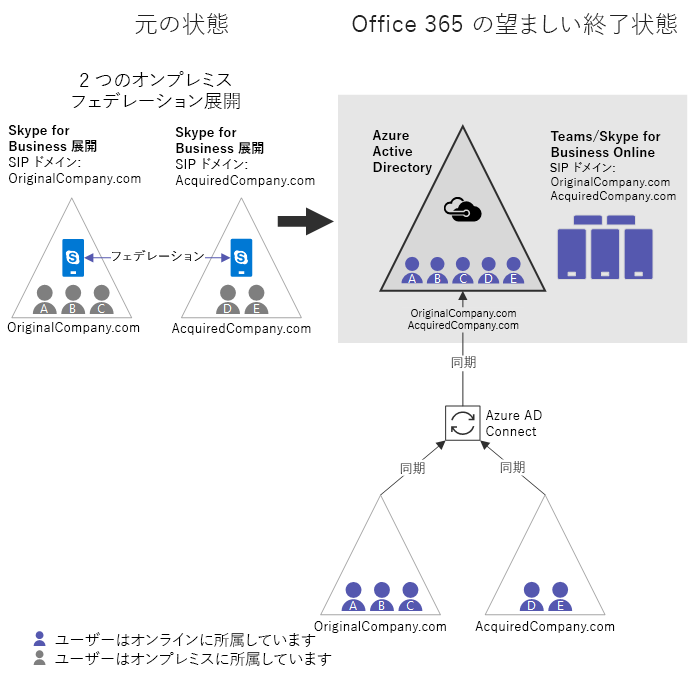 元の状態
Office 365 の望ましい終了状態
2 つのオンプレミス
フェデレーション展開
Skype for
Business 展開
SIP ドメイン:
OriginalCompany.com
Skype for
Business 展開
SIP ドメイン:
AcquiredCompany.com
フェデレーション
A
B
C
OriginalCompany.com
D
E
AcquiredCompany.com
Azure
Active
Directory
Teams/Skype for
Business Online
SIP ドメイン:
OriginalCompany.com
AcquiredCompany.com
A
B
C
D
E
OriginalCompany.com
AcquiredCompany.com
同期
Azure AD
Connect
同期
同期
A
B
C
OriginalCompany.com
D
E
AcquiredCompany.com
ユーザーはオンラインに所属しています
ユーザーはオンプレミスに所属しています